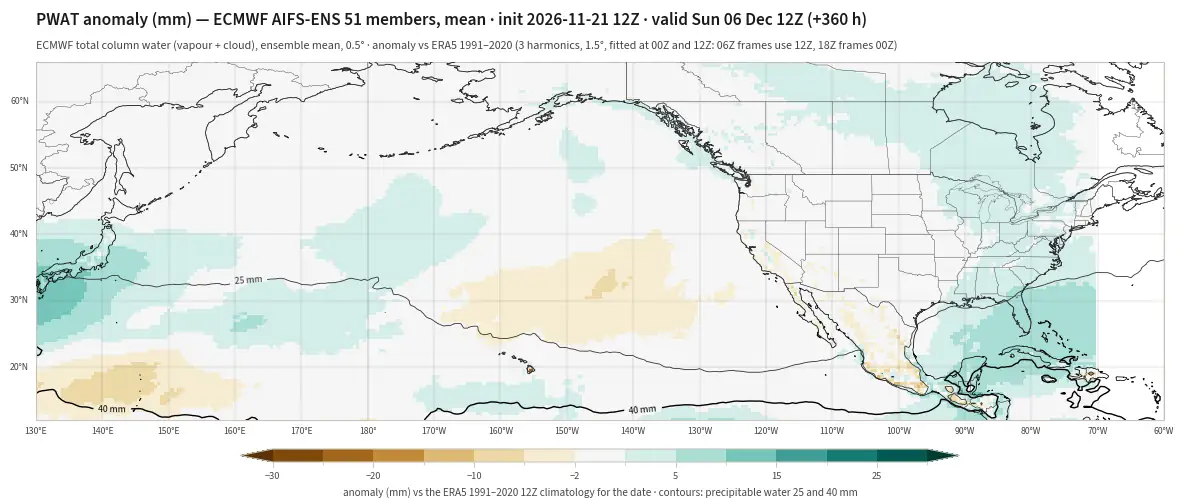 PWAT anomaly (mm) — ECMWF AIFS-ENS 51 members, mean · init 2026-11-21 12Z · valid Sun 06 Dec 12Z (+360 h)
ECMWF total column water (vapour + cloud), ensemble mean, 0.5° · anomaly vs ERA5 1991–2020 (3 harmonics, 1.5°, fitted at 00Z and 12Z: 06Z frames use 12Z, 18Z frames 00Z)
60°N
50°N
40°N
30°N
20°N
25 mm
40 mm
40 mm
130°E 140°E 150°E 160°E 170°E 180° 170°W 160°W 150°W 140°W 130°W 120°W 110°W 100°W 90°W 80°W 70°W 60°W
−30 −20 −10 −2 5 15 25
anomaly (mm) vs the ERA5 1991–2020 12Z climatology for the date · contours: precipitable water 25 and 40 mm